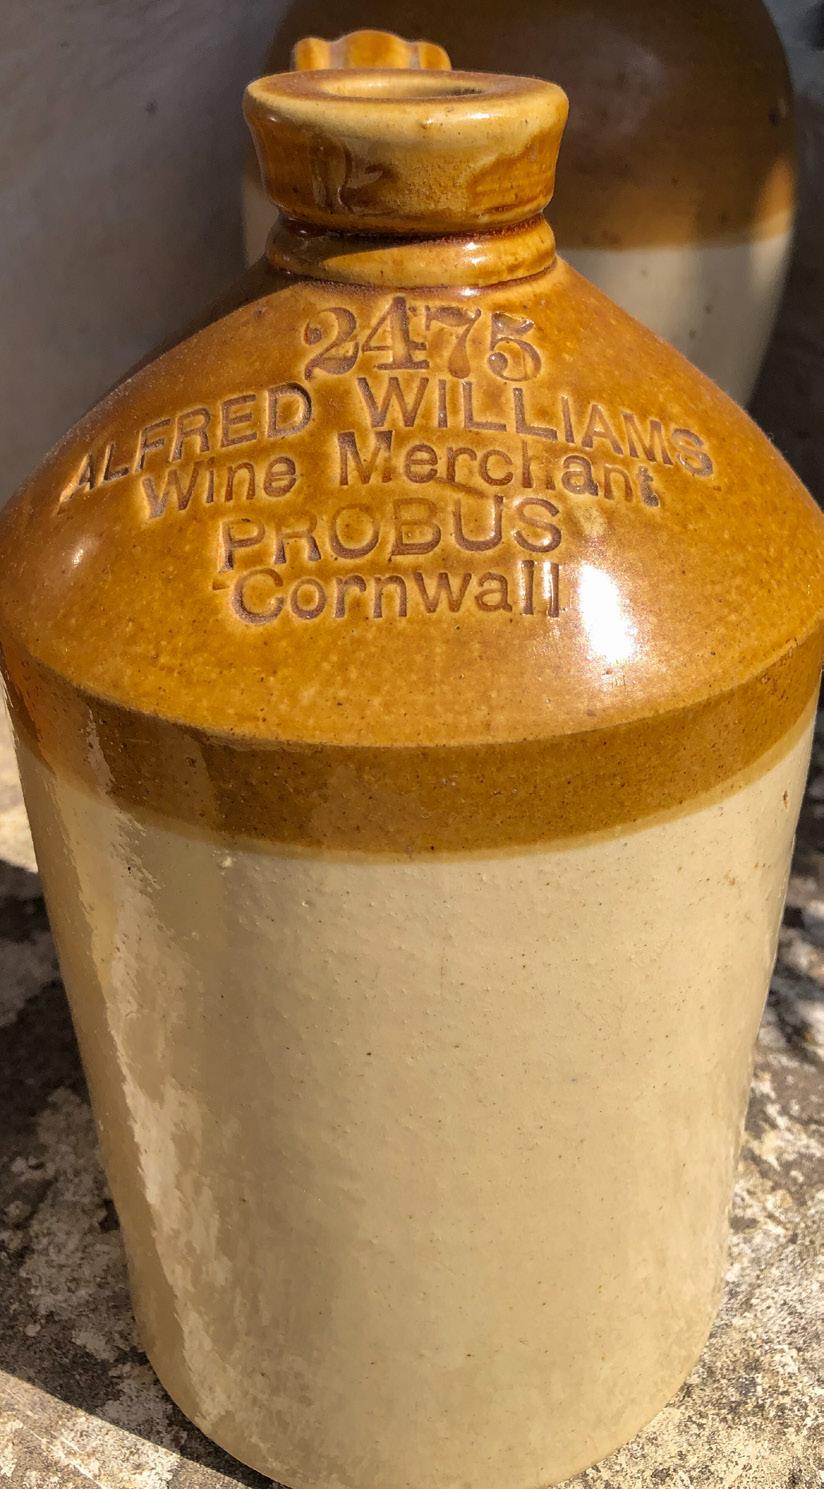 2475
ALFRED WILLIAMS
Wine Merchant
PROBUS
Cornwall